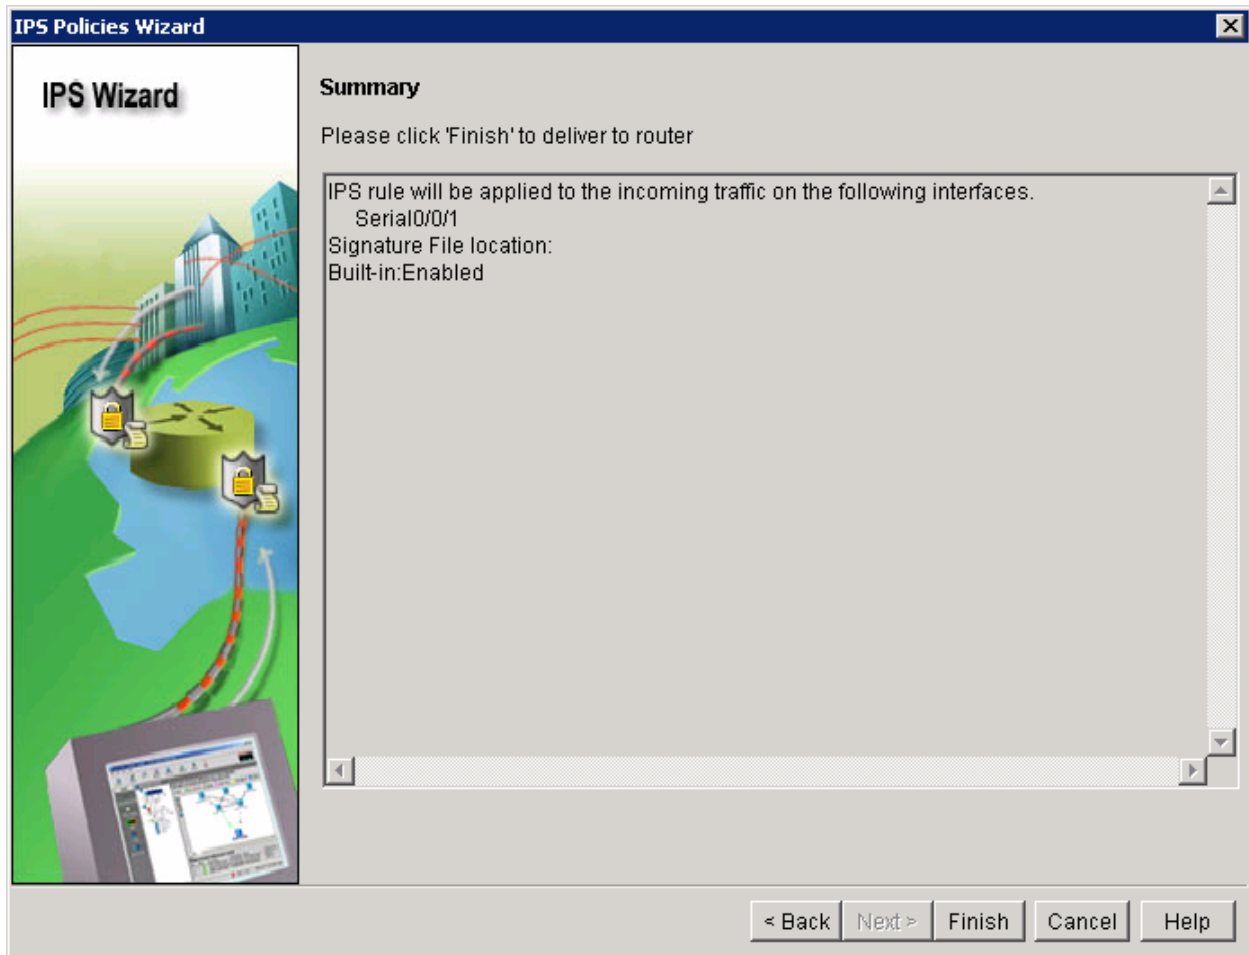 IPS Policies Wizard
IPS Wizard
Summary
Please click 'Finish' to deliver to router
IPS rule will be applied to the incoming traffic on the following interfaces.
Serial0/0/1
Signature File location:
Built-in:Enabled
< Back Next > Finish Cancel Help